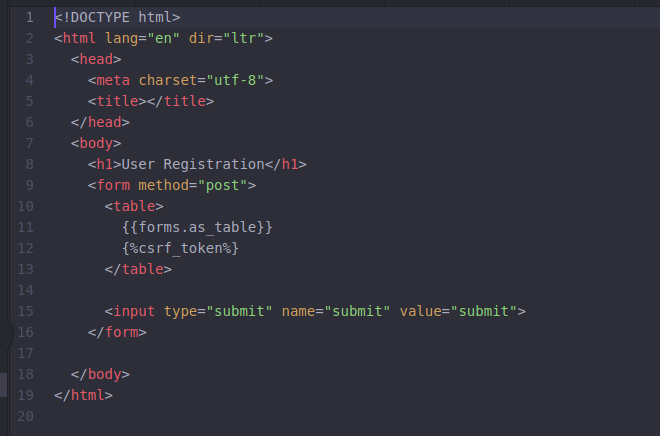 1 <!DOCTYPE html>
2 <html lang="en" dir="ltr">
3   <head>
4     <meta charset="utf-8">
5     <title></title>
6   </head>
7   <body>
8     <h1>User Registration</h1>
9     <form method="post">
10       <table>
11         {{forms.as_table}}
12         {%csrf_token%}
13       </table>
14
15       <input type="submit" name="submit" value="submit">
16     </form>
17
18   </body>
19 </html>
20